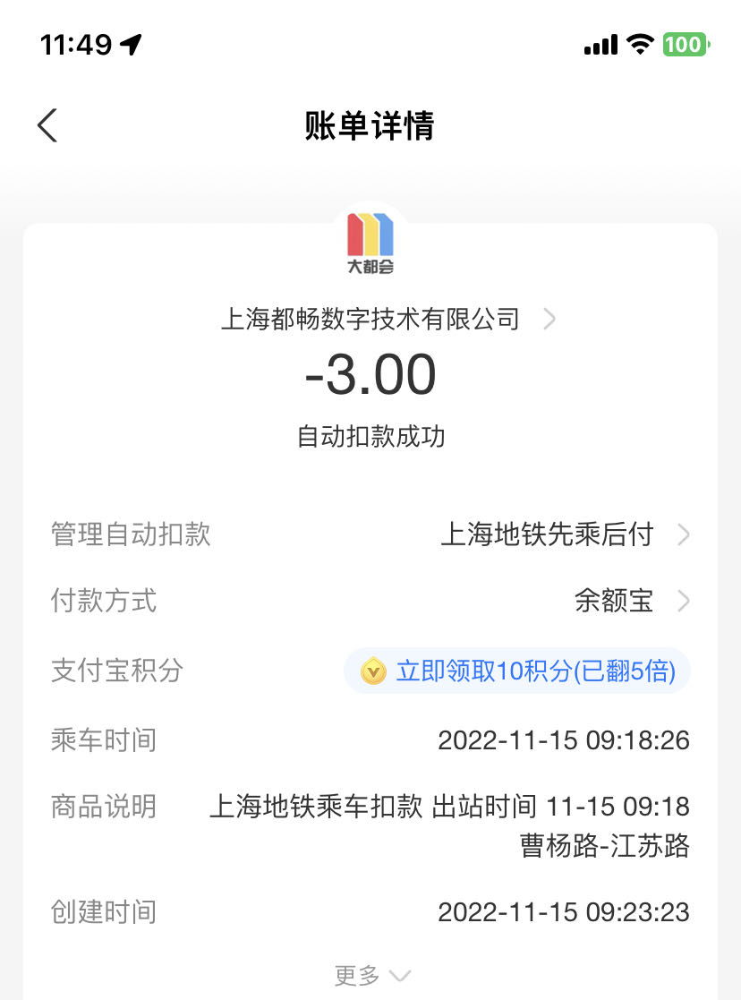 11:49
100
账单详情
大都会
上海都畅数字技术有限公司
-3.00
自动扣款成功
管理自动扣款 上海地铁先乘后付
付款方式 余额宝
支付宝积分 立即领取10积分(已翻5倍)
乘车时间 2022-11-15 09:18:26
商品说明 上海地铁乘车扣款 出站时间 11-15 09:18
曹杨路-江苏路
创建时间 2022-11-15 09:23:23
更多